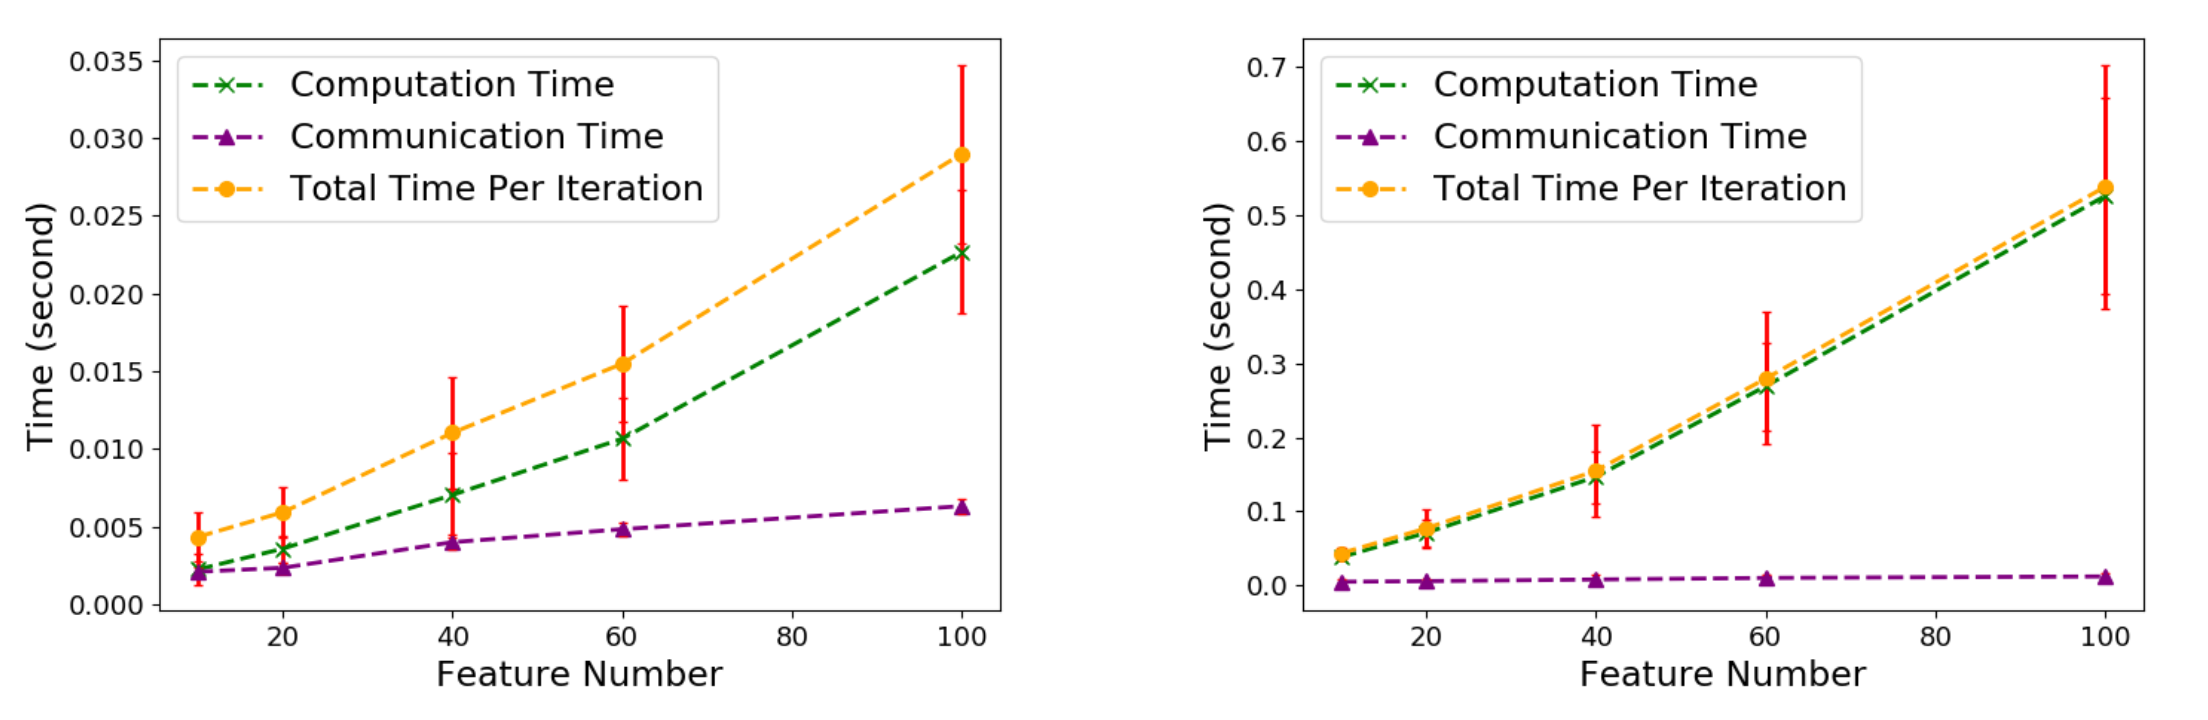 0.035
0.030
0.025
0.020
0.015
0.010
0.005
0.000
Time (second)
Computation Time
Communication Time
Total Time Per Iteration
20 40 60 80 100
Feature Number
0.7
0.6
0.5
0.4
0.3
0.2
0.1
0.0
Time (second)
Computation Time
Communication Time
Total Time Per Iteration
20 40 60 80 100
Feature Number